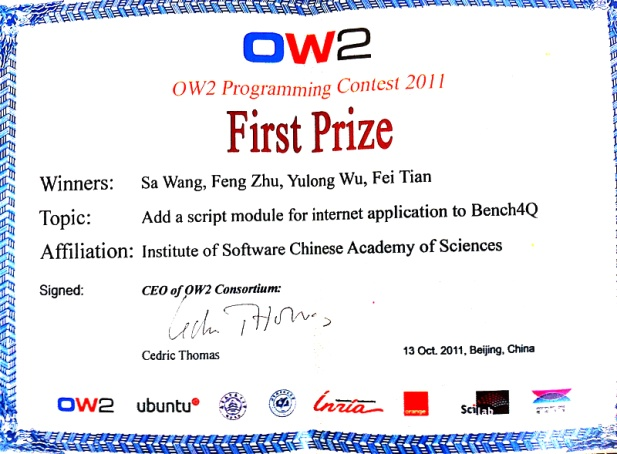 OW2
OW2 Programming Contest 2011
First Prize
Winners: Sa Wang, Feng Zhu, Yulong Wu, Fei Tian
Topic: Add a script module for internet application to Bench4Q
Affiliation: Institute of Software Chinese Academy of Sciences
Signed: CEO of OW2 Consortium:
Cedric Thomas
Cedric Thomas 13 Oct. 2011, Beijing, China
OW2 ubuntu Inria orange Scilab